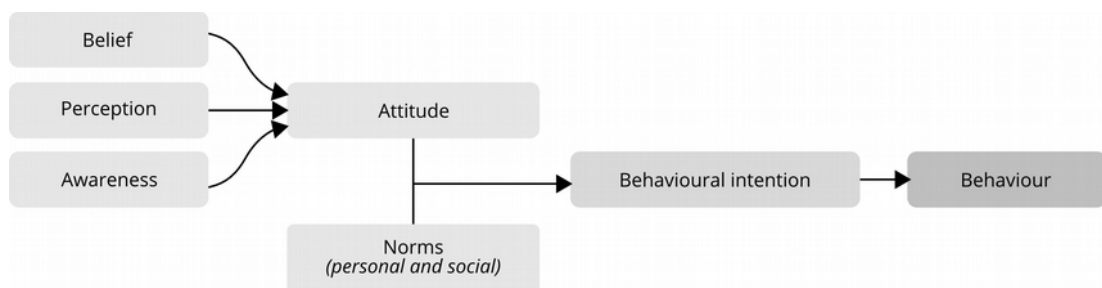 Belief
Perception
Awareness
Attitude
Norms
(personal and social)
Behavioural intention
Behaviour